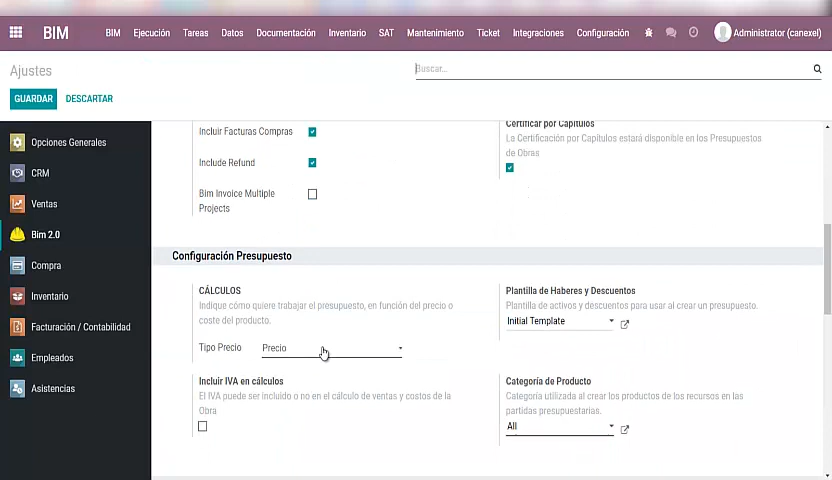 BIM
BIM Ejecución Tareas Datos Documentación Inventario SAT Mantenimiento Ticket Integraciones Configuración Administrator (canexel)
Ajustes
Buscar...
GUARDAR DESCARTAR
Opciones Generales
CRM
Ventas
Bim 2.0
Compra
Inventario
Facturación / Contabilidad
Empleados
Asistencias
Incluir Facturas Compras
Include Refund
Bim Invoice Multiple
Projects
Certificar por Capítulos
La Certificación por Capítulos estará disponible en los Presupuestos
de Obras
Configuración Presupuesto
CÁLCULOS
Indique cómo quiere trabajar el presupuesto, en función del precio o
coste del producto.
Tipo Precio Precio
Plantilla de Haberes y Descuentos
Plantilla de activos y descuentos para usar al crear un presupuesto.
Initial Template
Incluir IVA en cálculos
El IVA puede ser incluido o no en el cálculo de ventas y costos de la
Obra
Categoría de Producto
Categoría utilizada al crear los productos de los recursos en las
partidas presupuestarias.
All